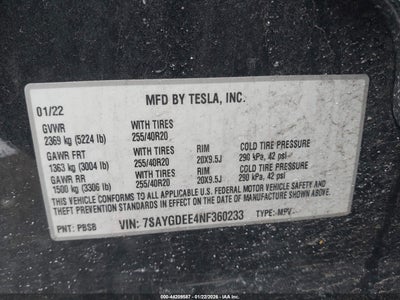 MFD BY TESLA, INC.
01/22
GVWR WITH TIRES
2369 kg (5224 lb) 255/40R20
GAWR FRT WITH TIRES RIM COLD TIRE PRESSURE
1363 kg (3004 lb) 255/40R20 20X9.5J 290 kPa, 42 psi
GAWR RR WITH TIRES RIM COLD TIRE PRESSURE
1500 kg (3306 lb) 255/40R20 20X9.5J 290 kPa, 42 psi
THIS VEHICLE CONFORMS TO ALL APPLICABLE U.S. FEDERAL MOTOR VEHICLE SAFETY AND
THEFT PREVENTION STANDARDS IN EFFECT ON THE DATE OF MANUFACTURE SHOWN ABOVE.
PNT: PBSB VIN: 7SAYGDEE4NF360233 TYPE: MPV
000-44209587 - 01/22/2026 - IAAI.COM